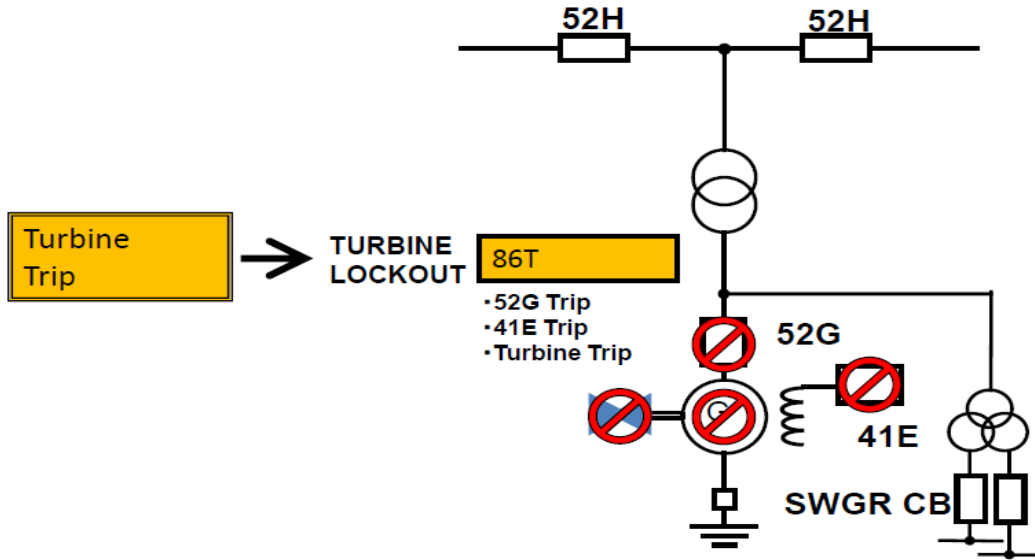 52H
52H
Turbine
Trip
TURBINE
LOCKOUT
86T
・52G Trip
・41E Trip
・Turbine Trip
52G
G
41E
SWGR CB